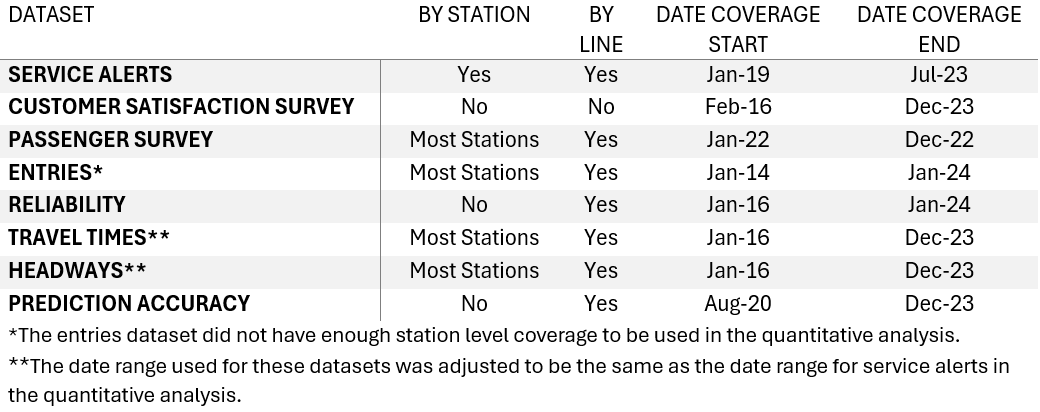 DATASET BY STATION BY LINE DATE COVERAGE START DATE COVERAGE END
SERVICE ALERTS Yes Yes Jan-19 Jul-23
CUSTOMER SATISFACTION SURVEY No No Feb-16 Dec-23
PASSENGER SURVEY Most Stations Yes Jan-22 Dec-22
ENTRIES* Most Stations Yes Jan-14 Jan-24
RELIABILITY No Yes Jan-16 Jan-24
TRAVEL TIMES** Most Stations Yes Jan-16 Dec-23
HEADWAYS** Most Stations Yes Jan-16 Dec-23
PREDICTION ACCURACY No Yes Aug-20 Dec-23
*The entries dataset did not have enough station level coverage to be used in the quantitative analysis.
**The date range used for these datasets was adjusted to be the same as the date range for service alerts in
the quantitative analysis.